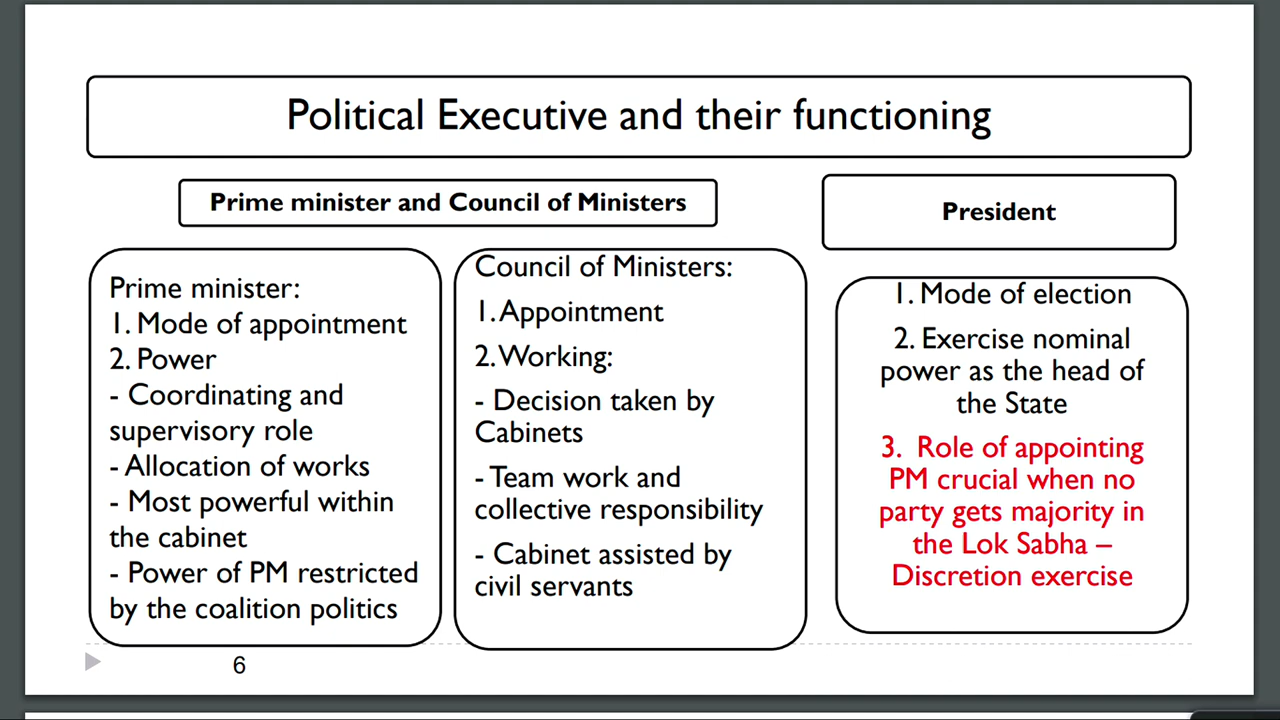 Political Executive and their functioning
Prime minister and Council of Ministers
President
Prime minister:
1. Mode of appointment
2. Power
- Coordinating and
supervisory role
- Allocation of works
- Most powerful within
the cabinet
- Power of PM restricted
by the coalition politics
Council of Ministers:
1. Appointment
2. Working:
- Decision taken by
Cabinets
- Team work and
collective responsibility
- Cabinet assisted by
civil servants
1. Mode of election
2. Exercise nominal
power as the head of
the State
3. Role of appointing
PM crucial when no
party gets majority in
the Lok Sabha –
Discretion exercise
6